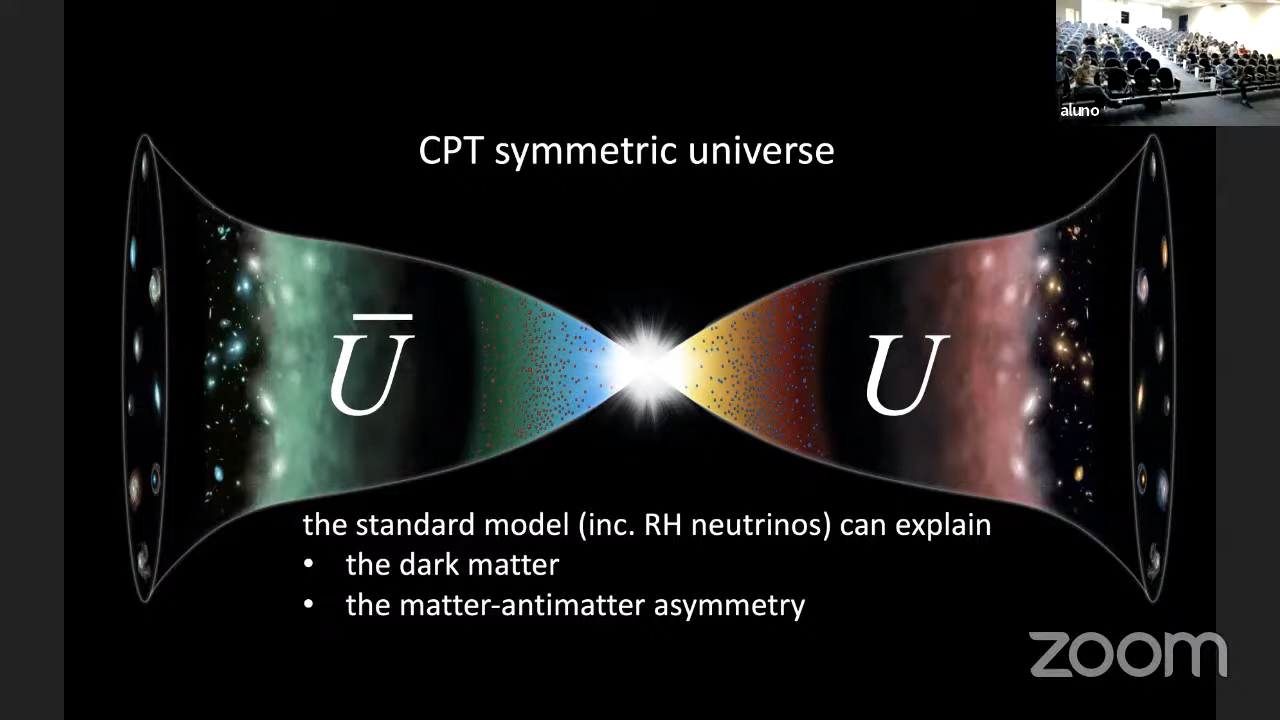 aluno
CPT symmetric universe
U̅
U
the standard model (inc. RH neutrinos) can explain
• the dark matter
• the matter-antimatter asymmetry
zoom